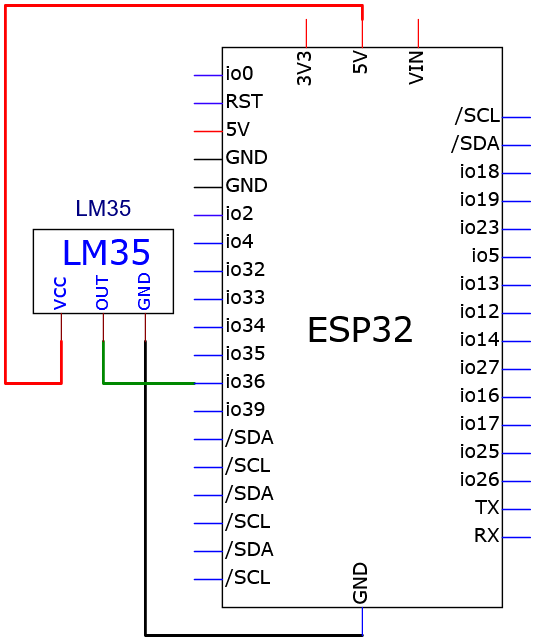 3V3
5V
VIN
io0
RST
5V
GND
GND
io2
io4
io32
io33
io34
io35
io36
io39
/SDA
/SCL
/SDA
/SCL
/SDA
/SCL
LM35
LM35
VCC
OUT
GND
ESP32
/SCL
/SDA
io18
io19
io23
io5
io13
io12
io14
io27
io16
io17
io25
io26
TX
RX
GND